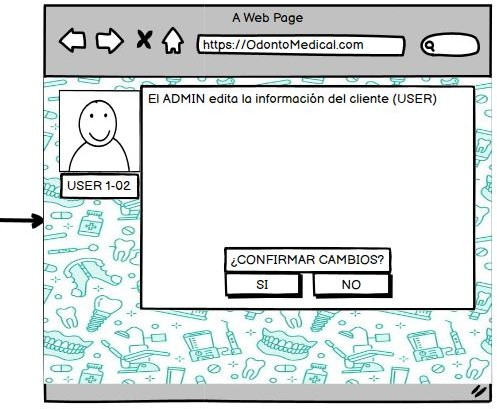 A Web Page
https://OdontoMedical.com
El ADMIN edita la información del cliente (USER)
USER 1-02
¿CONFIRMAR CAMBIOS?
SI
NO